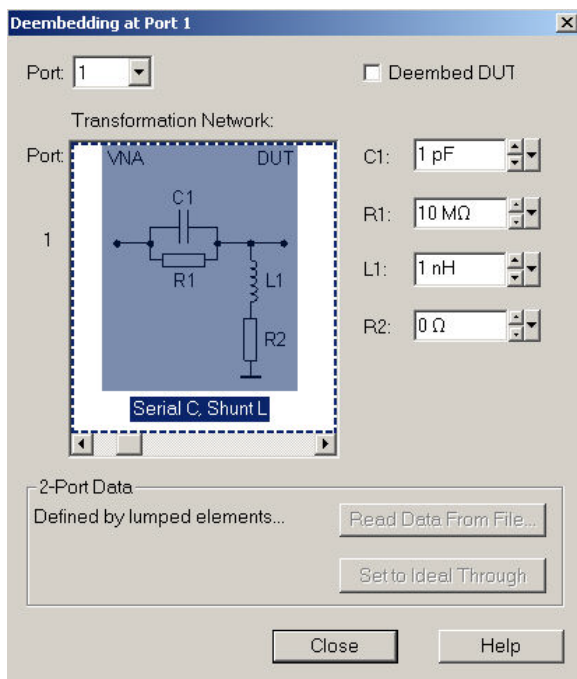 Deembedding at Port 1
Port: 1
Deembed DUT
Transformation Network:
Port:
1
VNA DUT
C1
R1
L1
R2
Serial C, Shunt L
C1: 1 pF
R1: 10 MΩ
L1: 1 nH
R2: 0 Ω
2-Port Data
Defined by lumped elements...
Read Data From File...
Set to Ideal Through
Close
Help